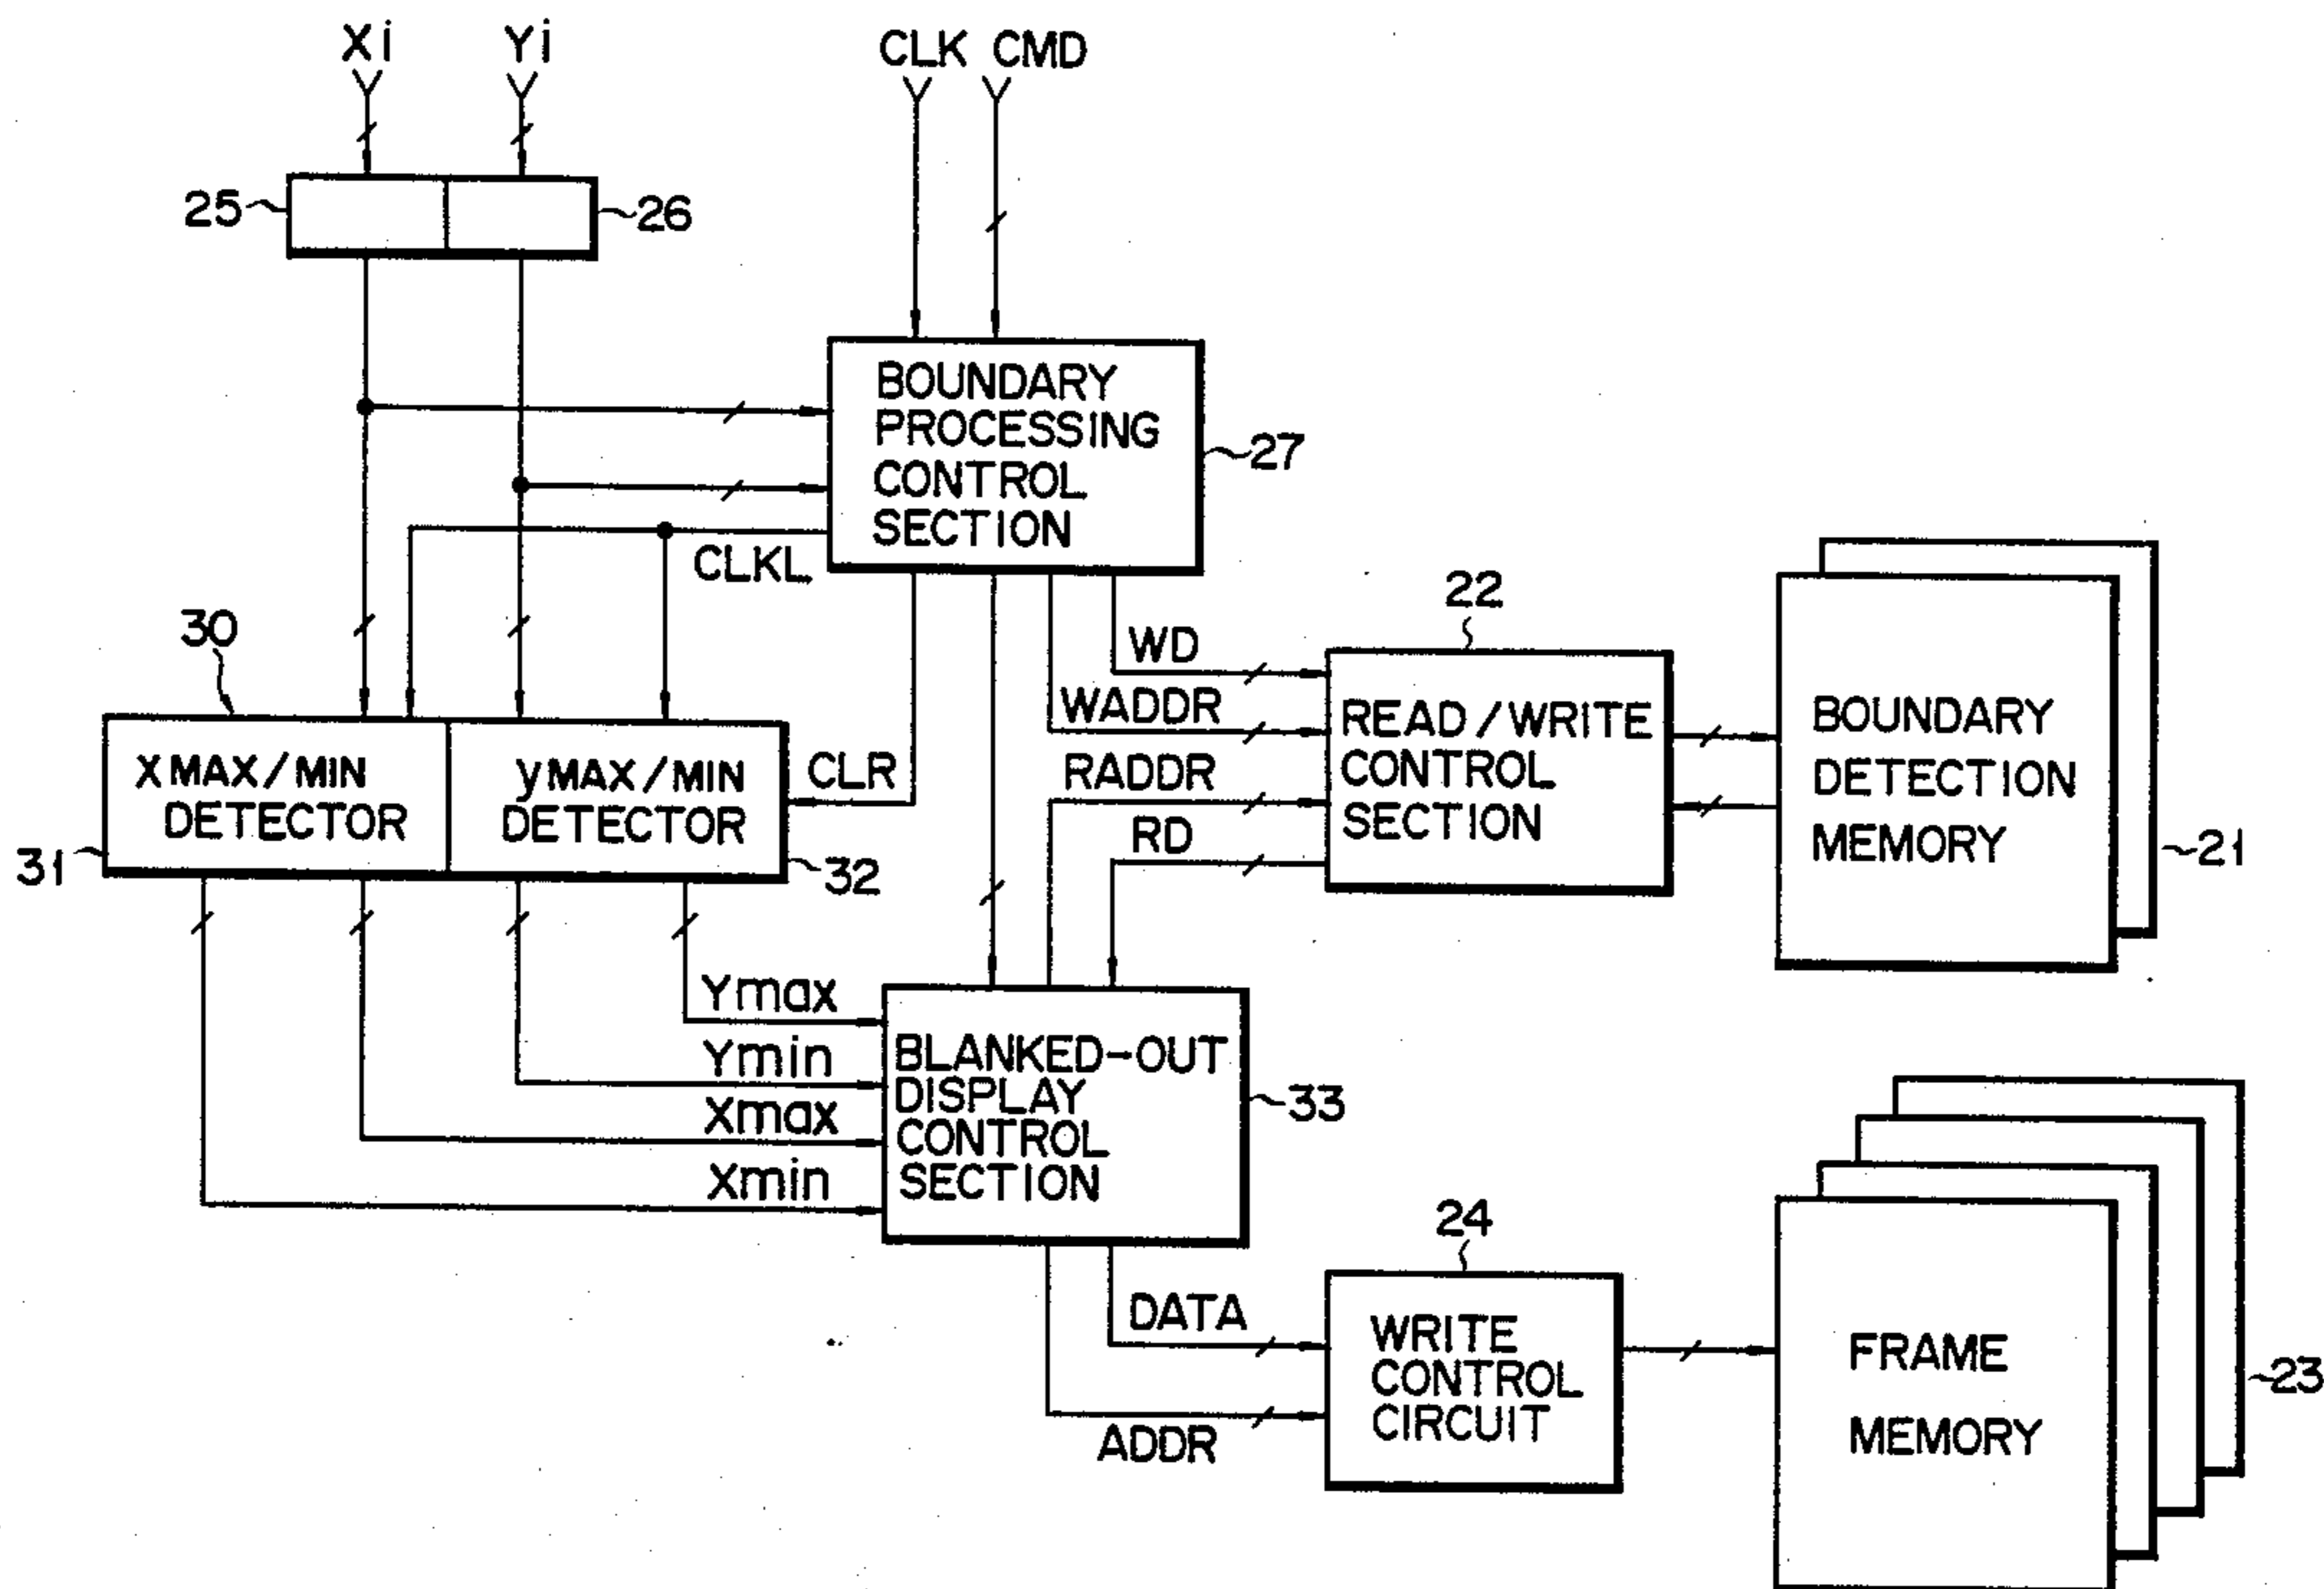 Xi
Yi
CLK CMD
25
26
BOUNDARY
PROCESSING
CONTROL
SECTION
27
CLKL
22
30
WD
WADDR
READ/WRITE
CONTROL
SECTION
BOUNDARY
DETECTION
MEMORY
21
XMAX/MIN
DETECTOR
yMAX/MIN
DETECTOR
CLR
RADDR
RD
31
32
Ymax
Ymin
Xmax
Xmin
BLANKED-OUT
DISPLAY
CONTROL
SECTION
33
24
DATA
ADDR
WRITE
CONTROL
CIRCUIT
FRAME
MEMORY
23